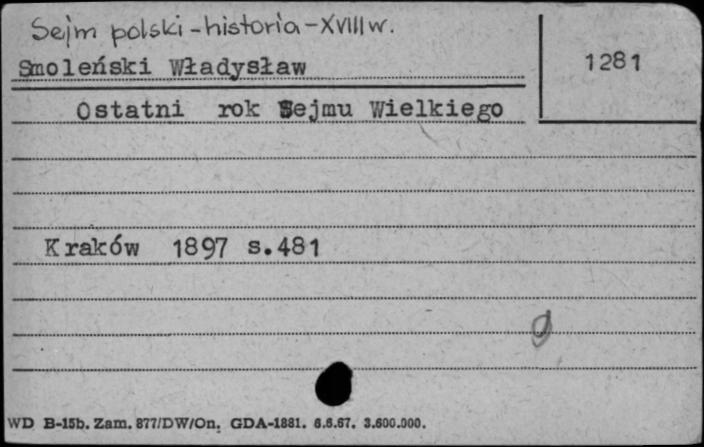 Sejm polski - historia - XVIII w.
Smoleński Władysław
1281
Ostatni rok Sejmu Wielkiego
Kraków 1897 s.481
g
WD B-15b. Zam. 877/DW/On. GDA-1881. 6.6.67. 3.600.000.